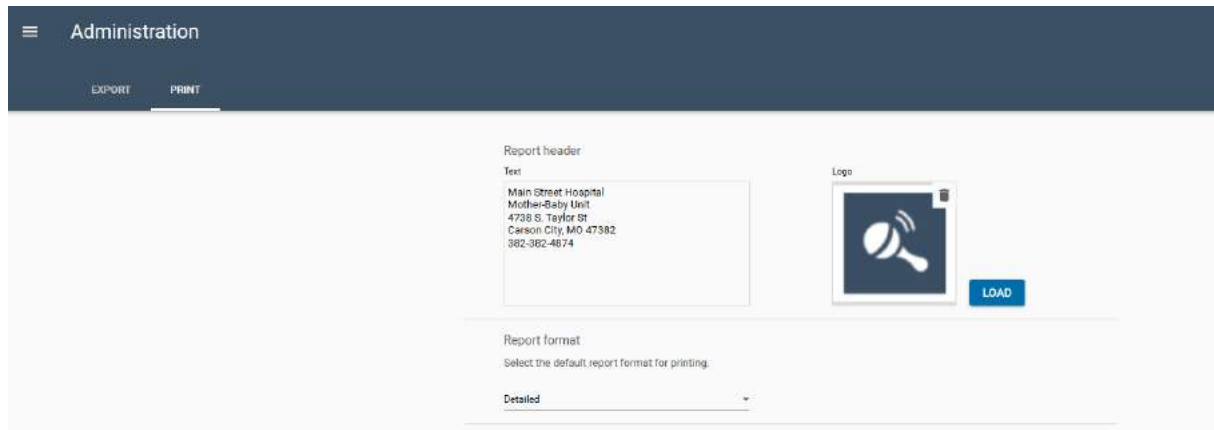 Administration
EXPORT PRINT
Report header
Text
Main Street Hospital
Mother-Baby Unit
4738 S. Taylor St
Carson City, MO 47382
382-382-4874
Logo
LOAD
Report format
Select the default report format for printing.
Detailed